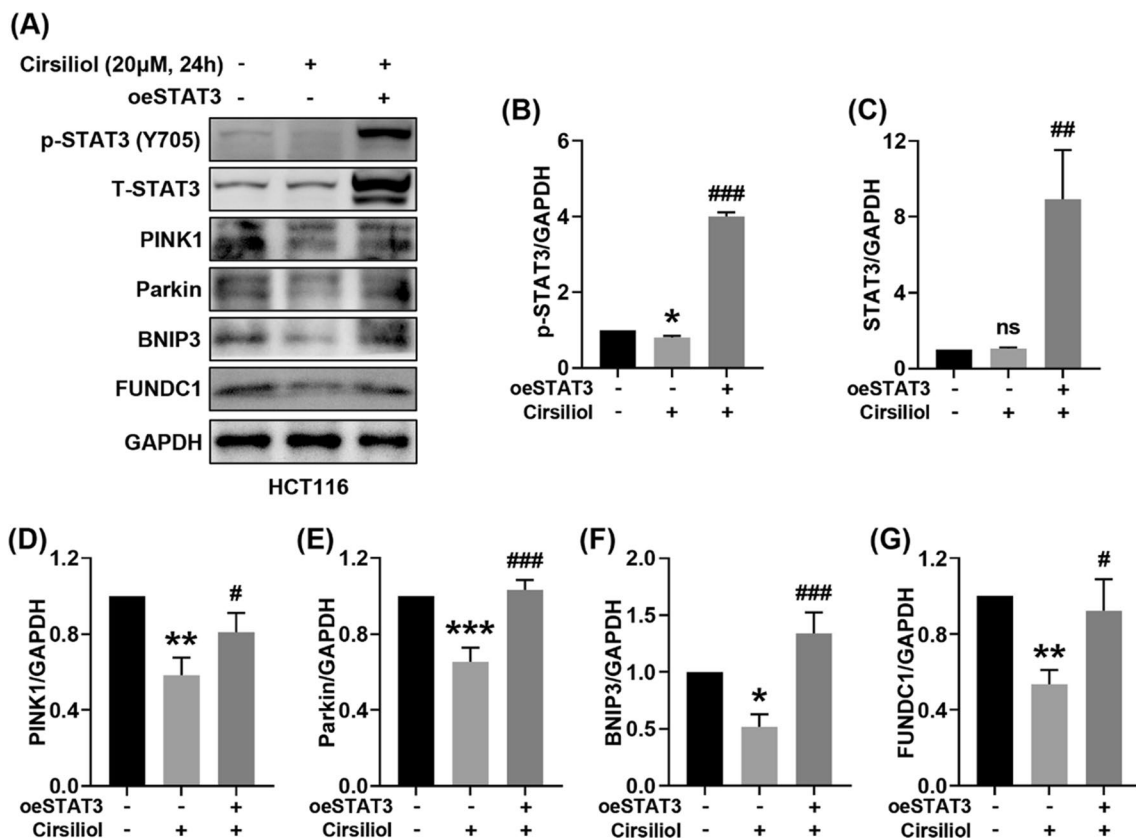 (A)
Cirsiliol (20μM, 24h) - + +
oeSTAT3 - - +
p-STAT3 (Y705)
T-STAT3
PINK1
Parkin
BNIP3
FUNDC1
GAPDH
HCT116
(B)
p-STAT3/GAPDH
6
4
2
0
*
###
oeSTAT3 - - +
Cirsiliol - + +
(C)
STAT3/GAPDH
12
8
4
0
ns
##
oeSTAT3 - - +
Cirsiliol - + +
(D)
PINK1/GAPDH
1.2
0.8
0.4
0.0
**
#
oeSTAT3 - - +
Cirsiliol - + +
(E)
Parkin/GAPDH
1.2
0.8
0.4
0.0
***
###
oeSTAT3 - - +
Cirsiliol - + +
(F)
BNIP3/GAPDH
2.0
1.5
1.0
0.5
0.0
*
###
oeSTAT3 - - +
Cirsiliol - + +
(G)
FUNDC1/GAPDH
1.2
0.8
0.4
0.0
**
#
oeSTAT3 - - +
Cirsiliol - + +